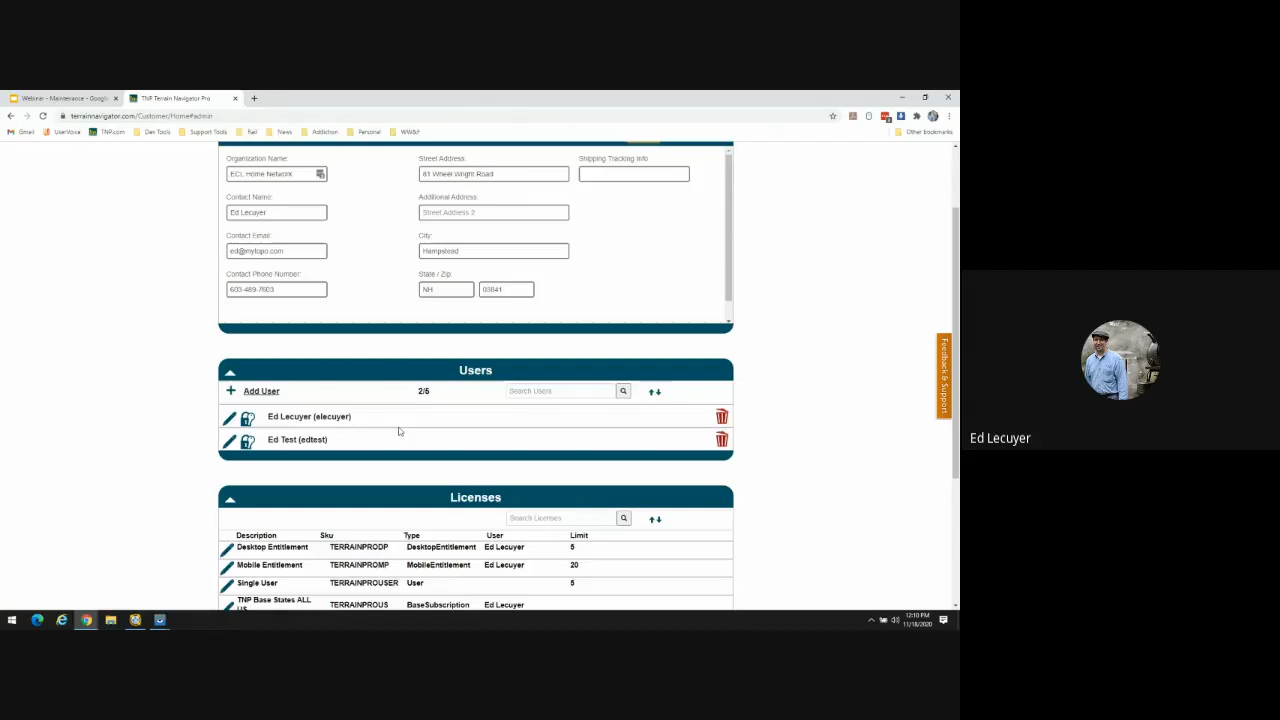 Webinar - Maintenance - Google
TNP Terrain Navigator Pro
terrainnavigator.com/Customer/Home#admin
Gmail UserVoice TNP.com Dev Tools Support Tools Rail News Addiction Personal WW&F Other bookmarks
Organization Name: Street Address: Shipping Tracking Info
ECL Home Network 81 Wheel Wright Road
Contact Name: Additional Address:
Ed Lecuyer Street Address 2
Contact Email: City:
ed@mytopo.com Hampstead
Contact Phone Number: State / Zip:
603-489-7603 NH 03841
Users
Add User 2/5 Search Users
Ed Lecuyer (elecuyer)
Ed Test (edtest)
Licenses
Search Licenses
Description Sku Type User Limit
Desktop Entitlement TERRAINPRODP DesktopEntitlement Ed Lecuyer 5
Mobile Entitlement TERRAINPROMP MobileEntitlement Ed Lecuyer 20
Single User TERRAINPROUSER User 5
TNP Base States ALL US TERRAINPROUS BaseSubscription Ed Lecuyer
Feedback & Support
12:10 PM
11/18/2020
Ed Lecuyer